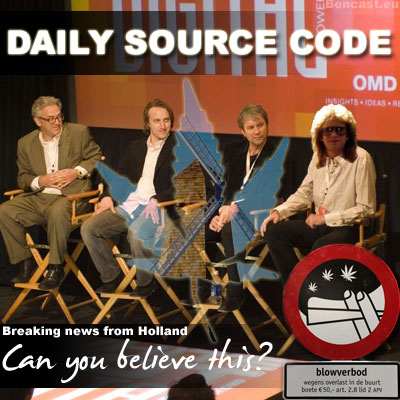 DAILY SOURCE CODE
Bencast.eu
DIGITAL
OMD
INSIGHTS • IDEAS • RE
Breaking news from Holland
Can you believe this?
blowverbod
wegens overlast in de buurt
boete €50,- art. 2.8 lid 2 APV